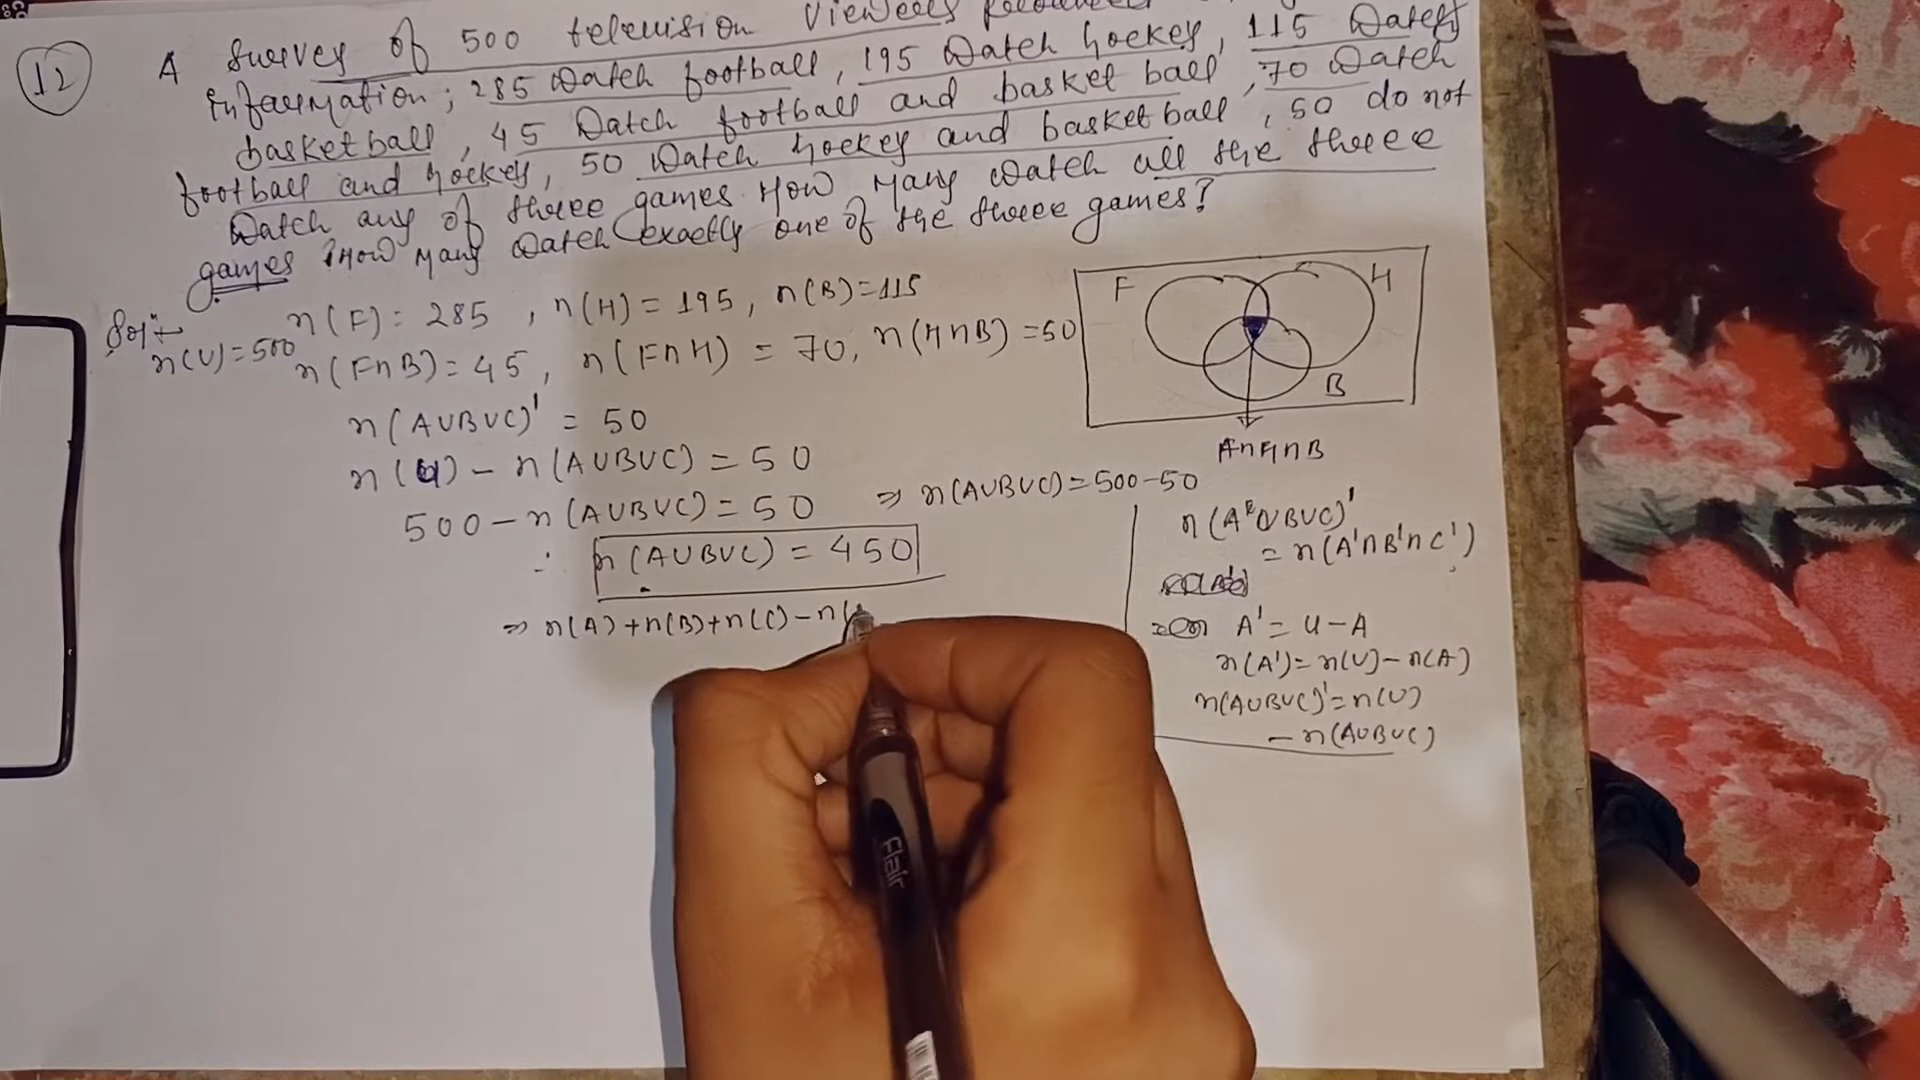 12
A Survey of 500 television Viewers
information; 285 Watch football, 195 Watch hockey, 115 Watch
basketball, 45 Watch football and basket ball, 70 Watch
football and hockey, 50 Watch hockey and basketball, 50 do not
Watch any of three games How Many Watch all the three
games ? How Many Watch exactly one of the three games?
Solⁿ
n(U)=500
n(F) = 285 , n(H) = 195, n(B)=115
n(F∩B)=45, n(F∩H) = 70, n(H∩B)=50
n(A∪B∪C)' = 50
n(U) - n(A∪B∪C) = 50
500 - n(A∪B∪C) = 50 ⇒ n(A∪B∪C)=500-50
∴ n(A∪B∪C) = 450
⇒ n(A)+n(B)+n(C)-n(
F H
B
n(A∪B∪C)'
= n(A'∩B'∩C')
A' = U-A
n(A')=n(U)-n(A)
n(A∪B∪C)'=n(U)
-n(A∪B∪C)
Flair